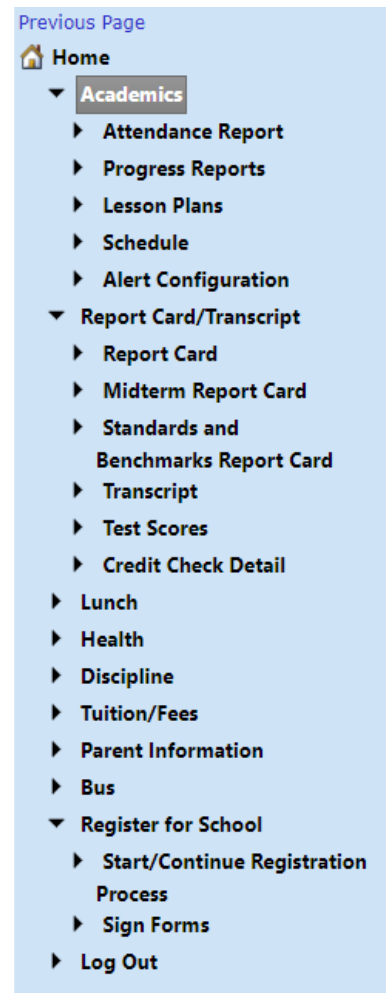 Previous Page
Home
Academics
Attendance Report
Progress Reports
Lesson Plans
Schedule
Alert Configuration
Report Card/Transcript
Report Card
Midterm Report Card
Standards and
Benchmarks Report Card
Transcript
Test Scores
Credit Check Detail
Lunch
Health
Discipline
Tuition/Fees
Parent Information
Bus
Register for School
Start/Continue Registration
Process
Sign Forms
Log Out